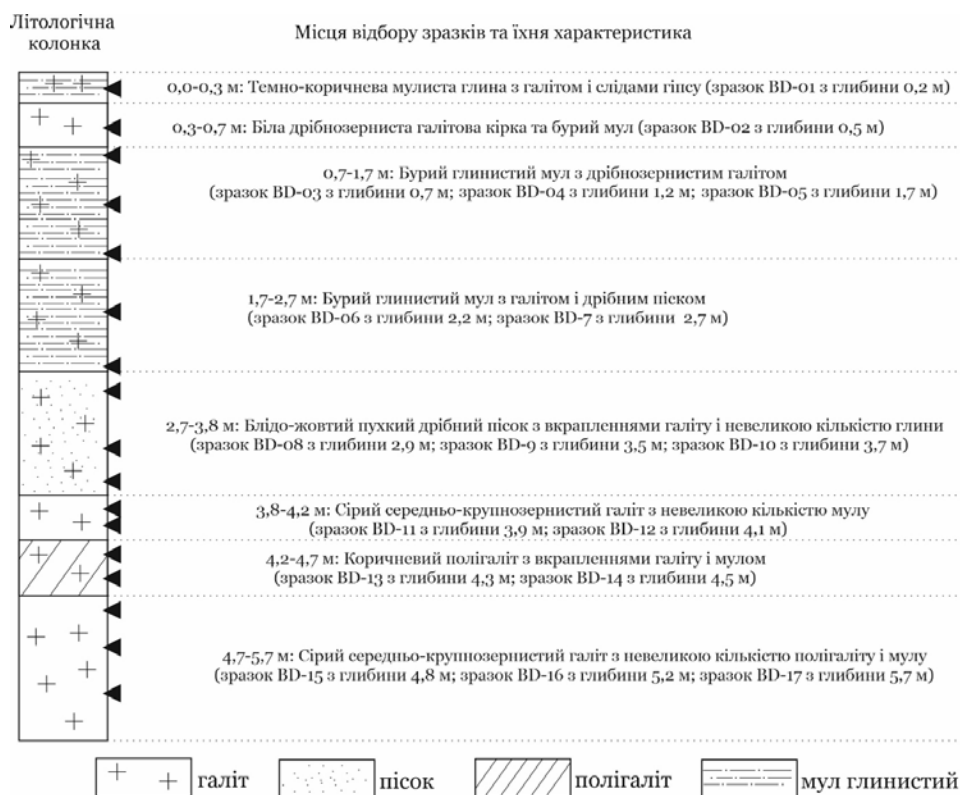 Літологічна
колонка
Місця відбору зразків та їхня характеристика
0,0-0,3 м: Темно-коричнева мулиста глина з галітом і слідами гіпсу (зразок BD-01 з глибини 0,2 м)
0,3-0,7 м: Біла дрібнозерниста галітова кірка та бурий мул (зразок BD-02 з глибини 0,5 м)
0,7-1,7 м: Бурий глинистий мул з дрібнозернистим галітом
(зразок BD-03 з глибини 0,7 м; зразок BD-04 з глибини 1,2 м; зразок BD-05 з глибини 1,7 м)
1,7-2,7 м: Бурий глинистий мул з галітом і дрібним піском
(зразок BD-06 з глибини 2,2 м; зразок BD-7 з глибини 2,7 м)
2,7-3,8 м: Блідо-жовтий пухкий дрібний пісок з вкрапленнями галіту і невеликою кількістю глини
(зразок BD-08 з глибини 2,9 м; зразок BD-9 з глибини 3,5 м; зразок BD-10 з глибини 3,7 м)
3,8-4,2 м: Сірий середньо-крупнозернистий галіт з невеликою кількістю мулу
(зразок BD-11 з глибини 3,9 м; зразок BD-12 з глибини 4,1 м)
4,2-4,7 м: Коричневий полігаліт з вкрапленнями галіту і мулом
(зразок BD-13 з глибини 4,3 м; зразок BD-14 з глибини 4,5 м)
4,7-5,7 м: Сірий середньо-круппозернистий галіт з невеликою кількістю полігаліту і мулу
(зразок BD-15 з глибини 4,8 м; зразок BD-16 з глибини 5,2 м; зразок BD-17 з глибини 5,7 м)
галіт пісок полігаліт мул глинистий